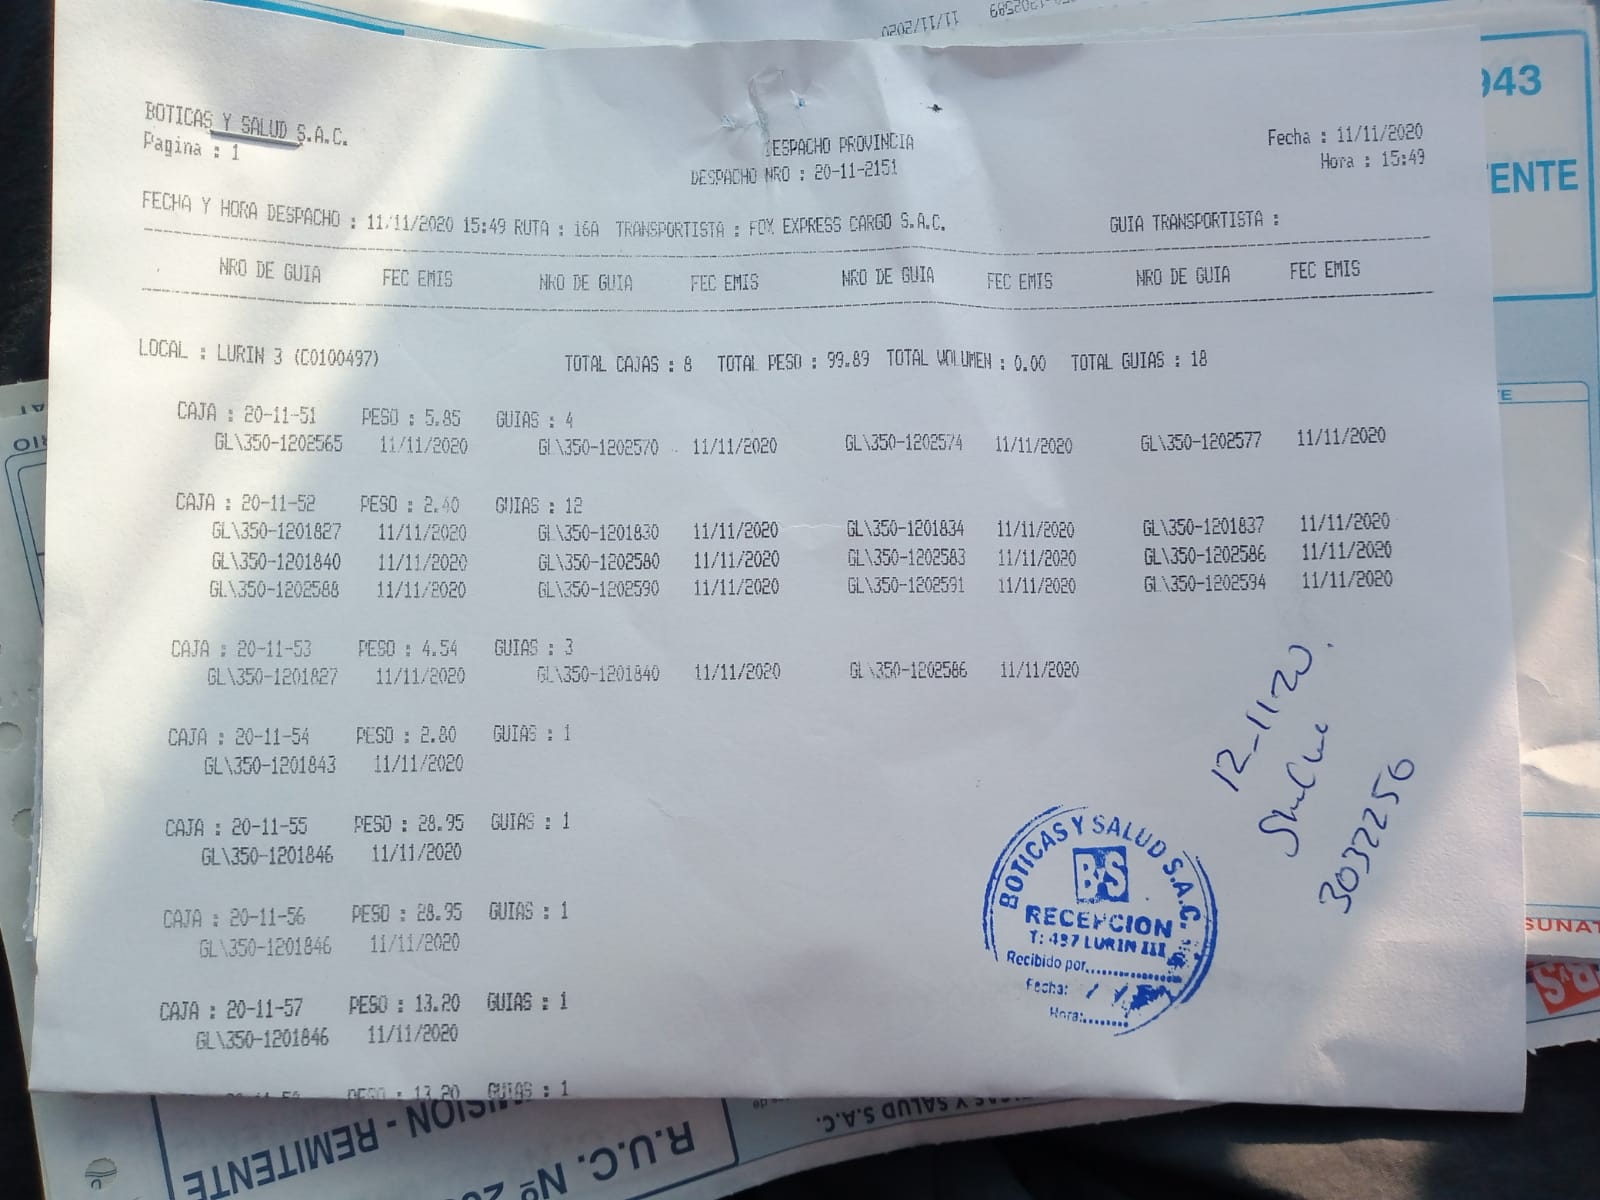 11/11/2020
BOTICAS Y SALUD S.A.C.
Pagina : 1
DESPACHO PROVINCIA
DESPACHO NRO : 20-11-2151
Fecha : 11/11/2020
Hora : 15:49
FECHA Y HORA DESPACHO : 11/11/2020 15:49 RUTA : 16A TRANSPORTISTA : FOX EXPRESS CARGO S.A.C. GUIA TRANSPORTISTA :
NRO DE GUIA FEC EMIS NRO DE GUIA FEC EMIS NRO DE GUIA FEC EMIS NRO DE GUIA FEC EMIS
LOCAL : LURIN 3 (C0100497) TOTAL CAJAS : 8 TOTAL PESO : 99.89 TOTAL VOLUMEN : 0.00 TOTAL GUIAS : 18
CAJA : 20-11-51 PESO : 5.85 GUIAS : 4
GL\350-1202565 11/11/2020 GL\350-1202570 11/11/2020 GL\350-1202574 11/11/2020 GL\350-1202577 11/11/2020
CAJA : 20-11-52 PESO : 2.40 GUIAS : 12
GL\350-1201827 11/11/2020 GL\350-1201830 11/11/2020 GL\350-1201834 11/11/2020 GL\350-1201837 11/11/2020
GL\350-1201840 11/11/2020 GL\350-1202580 11/11/2020 GL\350-1202583 11/11/2020 GL\350-1202586 11/11/2020
GL\350-1202588 11/11/2020 GL\350-1202590 11/11/2020 GL\350-1202591 11/11/2020 GL\350-1202594 11/11/2020
CAJA : 20-11-53 PESO : 4.54 GUIAS : 3
GL\350-1201827 11/11/2020 GL\350-1201840 11/11/2020 GL\350-1202586 11/11/2020
CAJA : 20-11-54 PESO : 2.80 GUIAS : 1
GL\350-1201843 11/11/2020
CAJA : 20-11-55 PESO : 28.95 GUIAS : 1
GL\350-1201846 11/11/2020
CAJA : 20-11-56 PESO : 28.95 GUIAS : 1
GL\350-1201846 11/11/2020
CAJA : 20-11-57 PESO : 13.20 GUIAS : 1
GL\350-1201846 11/11/2020
PESO : 13.20 GUIAS : 1
12-1120.
3032256
BOTICAS Y SALUD S.A.C.
BS
RECEPCION
T: 497 LURIN III
Recibido por
Fecha: / /
Hora:
943
ENTE
SUNAT
REMITENTE
R.U.C. Nº 20
Y SALUD S.A.C.